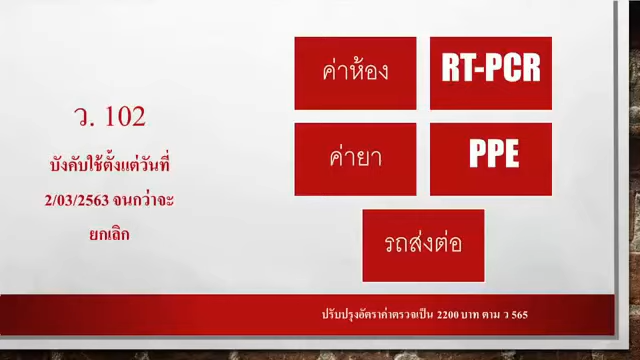 ว. 102
บังคับใช้ตั้งแต่วันที่
2/03/2563 จนกว่าจะ
ยกเลิก
ค่าห้อง
RT-PCR
ค่ายา
PPE
รถส่งต่อ
ปรับปรุงอัตราค่าตรวจเป็น 2200 บาท ตาม ว 565